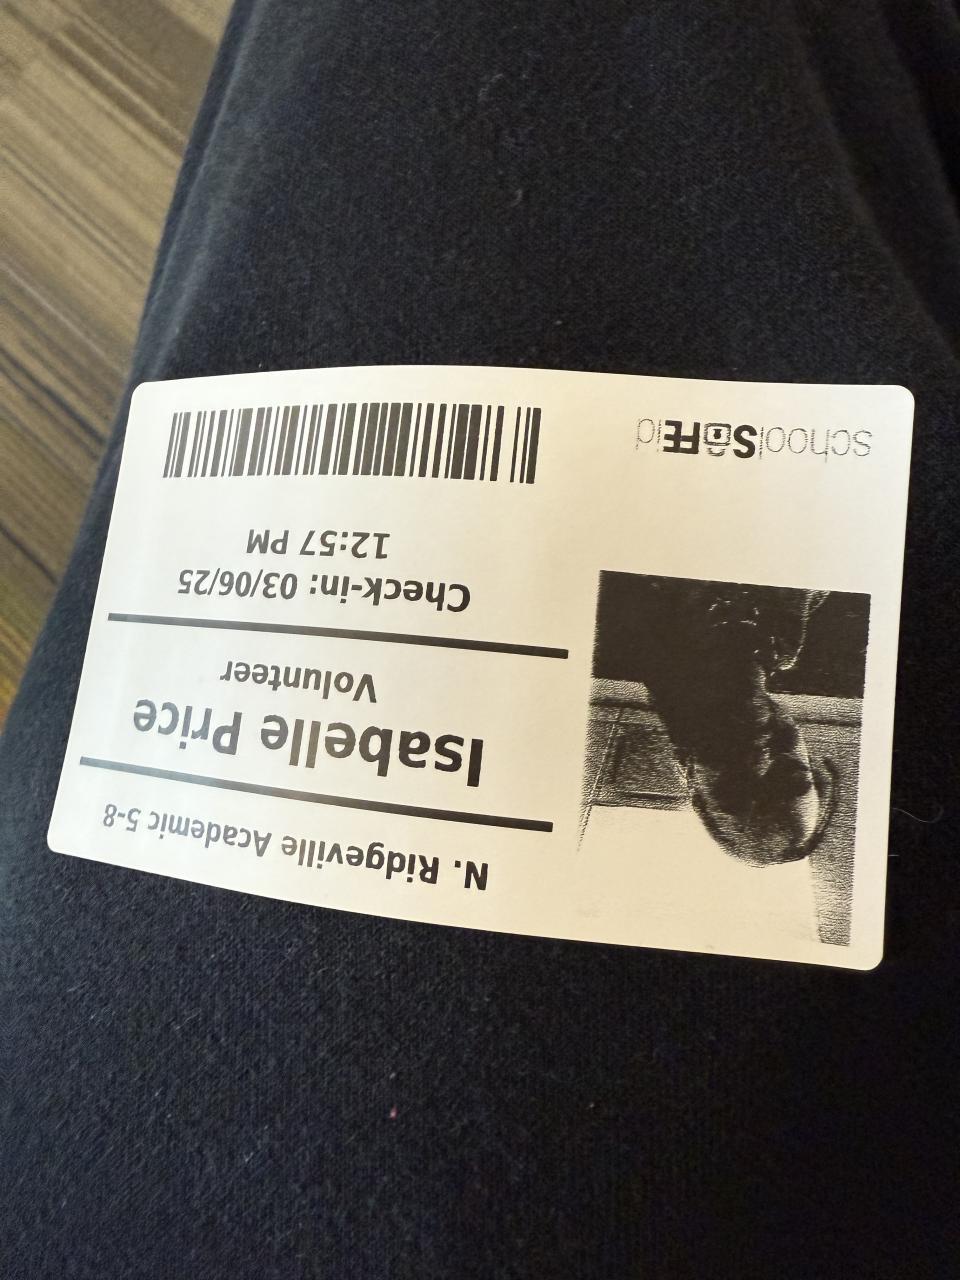 N. Ridgeville Academic 5-8
Isabelle Price
Volunteer
Check-in: 03/06/25
12:57 PM
schoolSAFEid